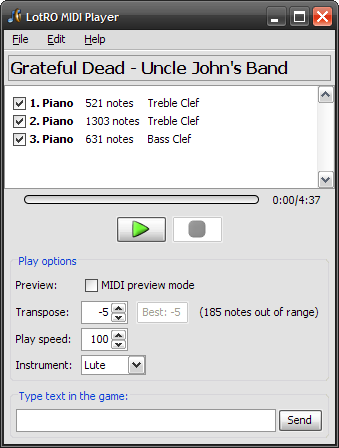 LotRO MIDI Player
File Edit Help
Grateful Dead - Uncle John's Band
1. Piano 521 notes Treble Clef
2. Piano 1303 notes Treble Clef
3. Piano 631 notes Bass Clef
0:00/4:37
Play options
Preview: MIDI preview mode
Transpose: -5 Best: -5 (185 notes out of range)
Play speed: 100
Instrument: Lute
Type text in the game:
Send